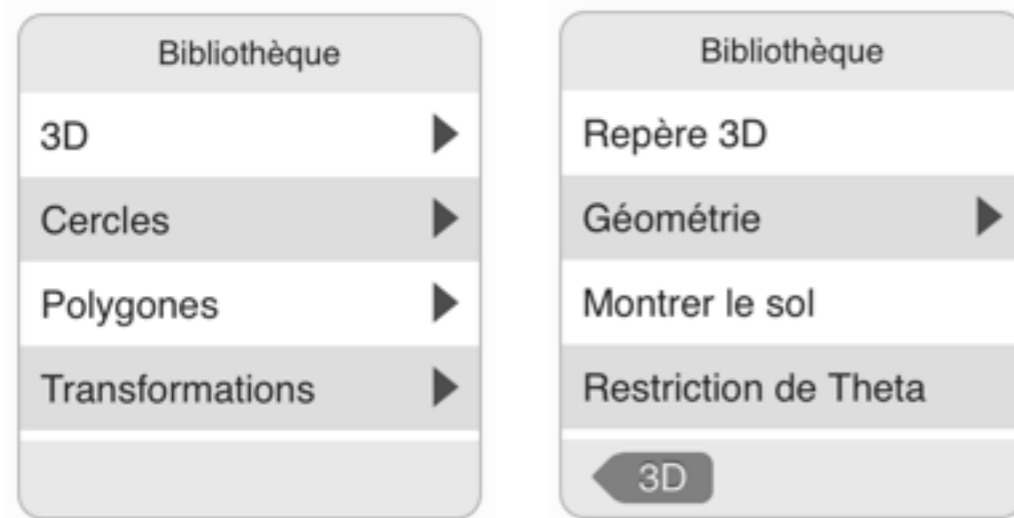 Bibliothèque
3D
Cercles
Polygones
Transformations
Bibliothèque
Repère 3D
Géométrie
Montrer le sol
Restriction de Theta
3D